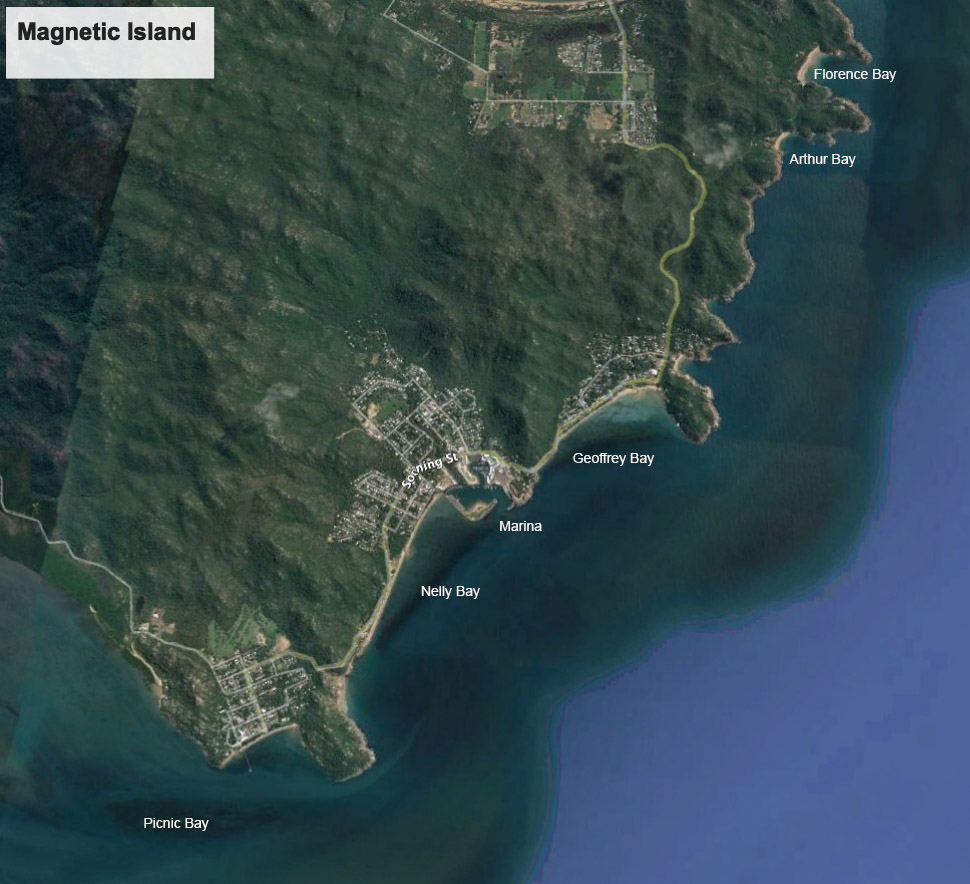 Magnetic Island
Florence Bay
Arthur Bay
Geoffrey Bay
Sooning St
Marina
Nelly Bay
Picnic Bay